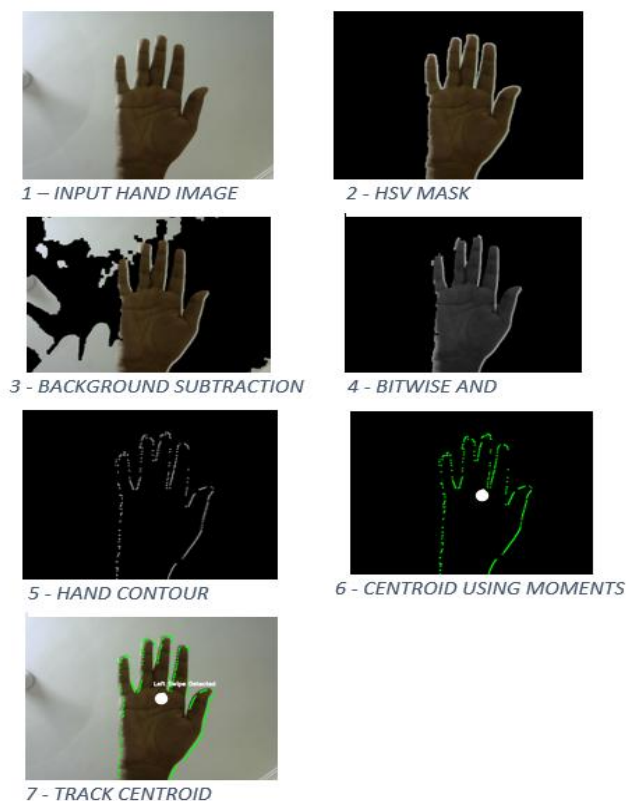 1 – INPUT HAND IMAGE
2 - HSV MASK
3 - BACKGROUND SUBTRACTION
4 - BITWISE AND
5 - HAND CONTOUR
6 - CENTROID USING MOMENTS
Left Swipe Detected
7 - TRACK CENTROID